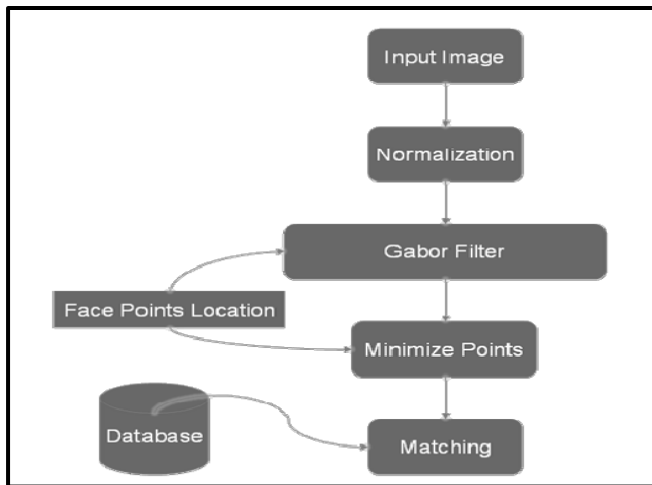 Input Image
Normalization
Gabor Filter
Face Points Location
Minimize Points
Database
Matching